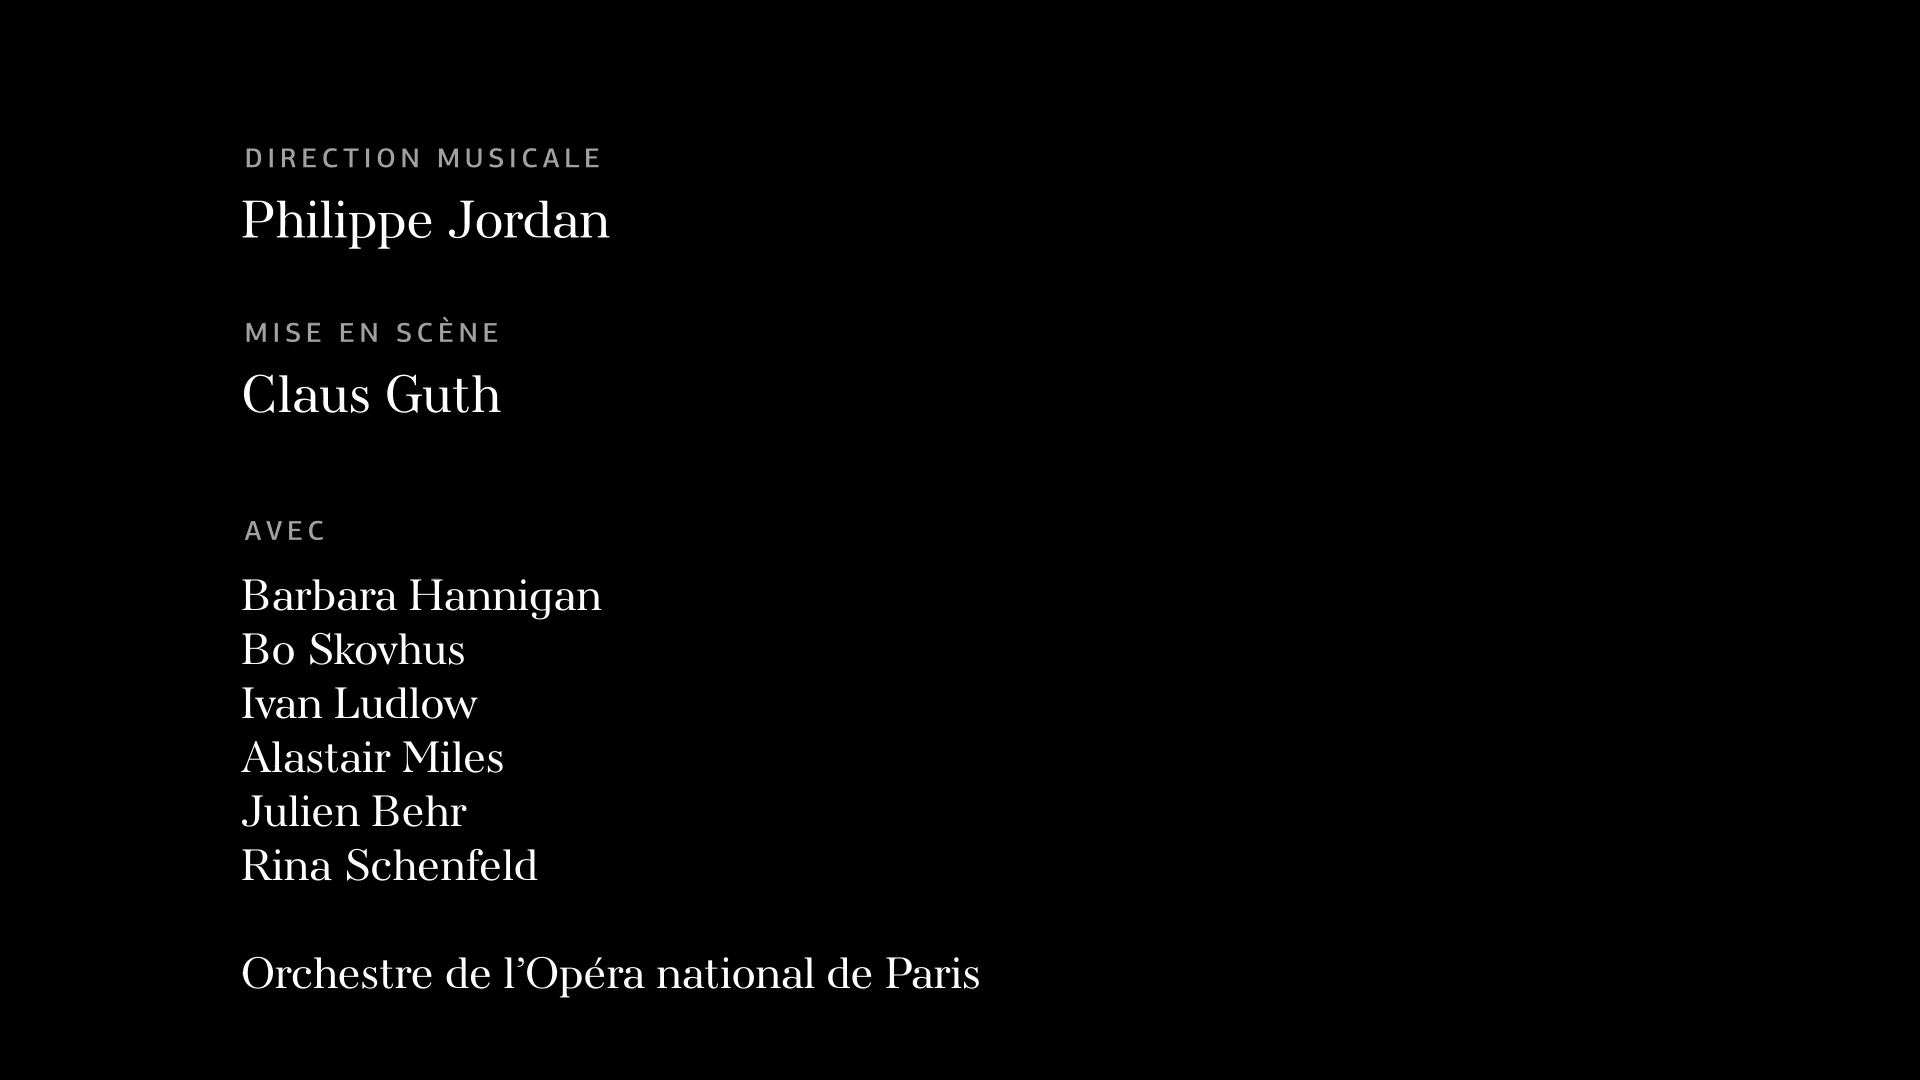 DIRECTION MUSICALE
Philippe Jordan
MISE EN SCÈNE
Claus Guth
AVEC
Barbara Hannigan
Bo Skovhus
Ivan Ludlow
Alastair Miles
Julien Behr
Rina Schenfeld
Orchestre de l’Opéra national de Paris